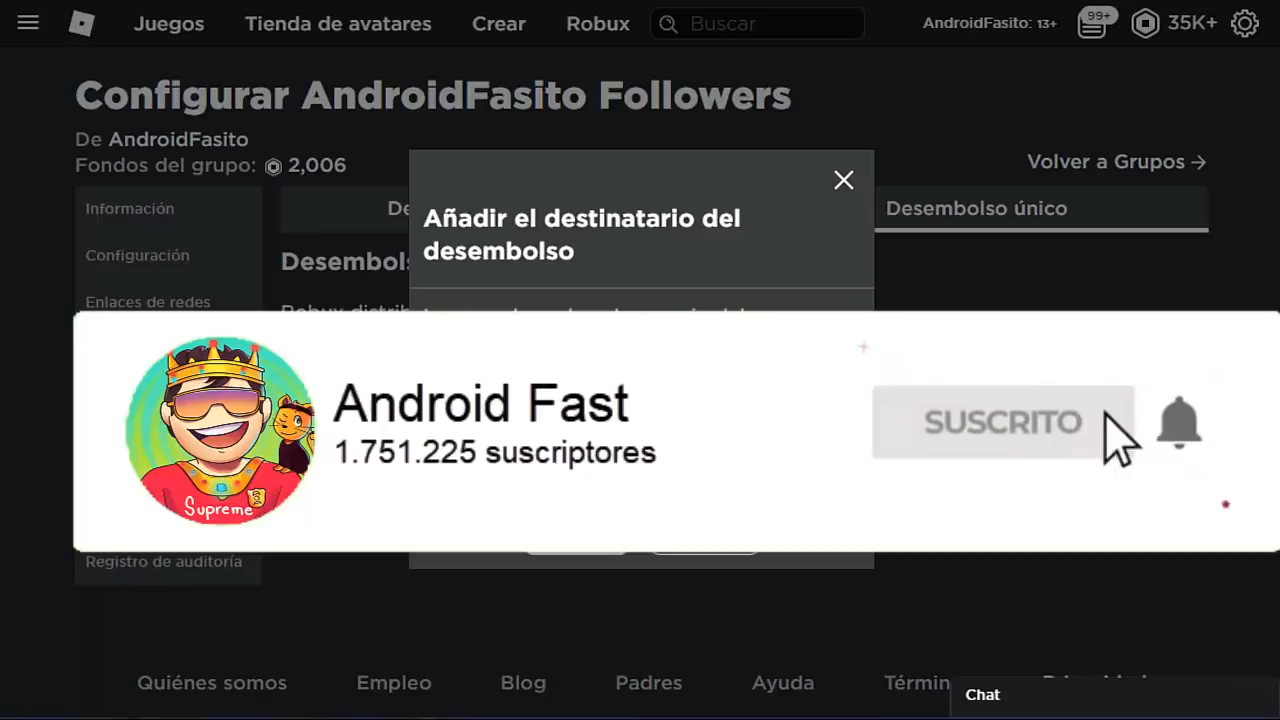 Juegos Tienda de avatares Crear Robux Buscar AndroidFasito: 13+ 99+ 35K+
Configurar AndroidFasito Followers
De AndroidFasito
Fondos del grupo: 2,006
Volver a Grupos →
Información
Configuración
Enlaces de redes
Registro de auditoría
Desembolso único
Añadir el destinatario del
desembolso
Android Fast
1.751.225 suscriptores
Supreme
SUSCRITO
Quiénes somos Empleo Blog Padres Ayuda
Chat